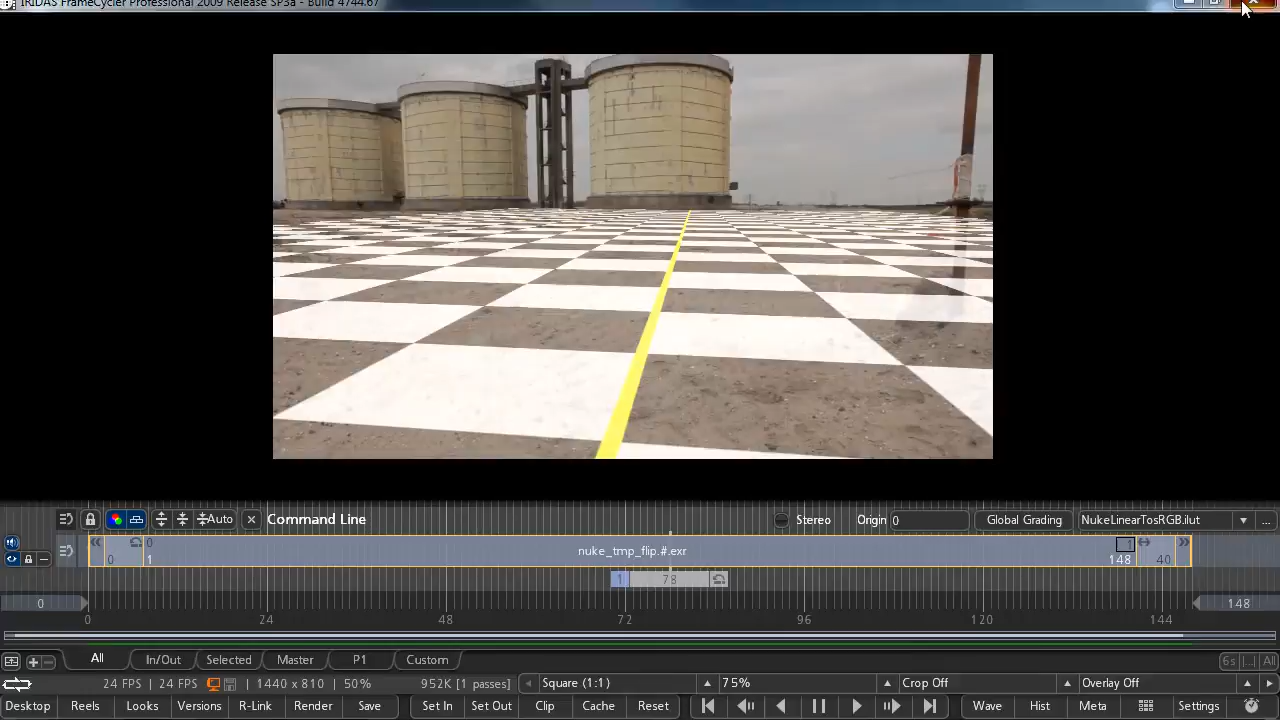 IRIDAS FrameCycler Professional 2009 Release SP3a - Build 4744.67
Auto Command Line Stereo Origin 0 Global Grading NukeLinearTosRGB.ilut ...
0 1 0 nuke_tmp_flip.#.exr 1 148 40
1 78
0 148
0 24 48 72 96 120 144
All In/Out Selected Master P1 Custom 6s |...| All
24 FPS 24 FPS 1440 x 810 50% 952K [1 passes] Square (1:1) 75% Crop Off Overlay Off
Desktop Reels Looks Versions R-Link Render Save Set In Set Out Clip Cache Reset Wave Hist Meta Settings